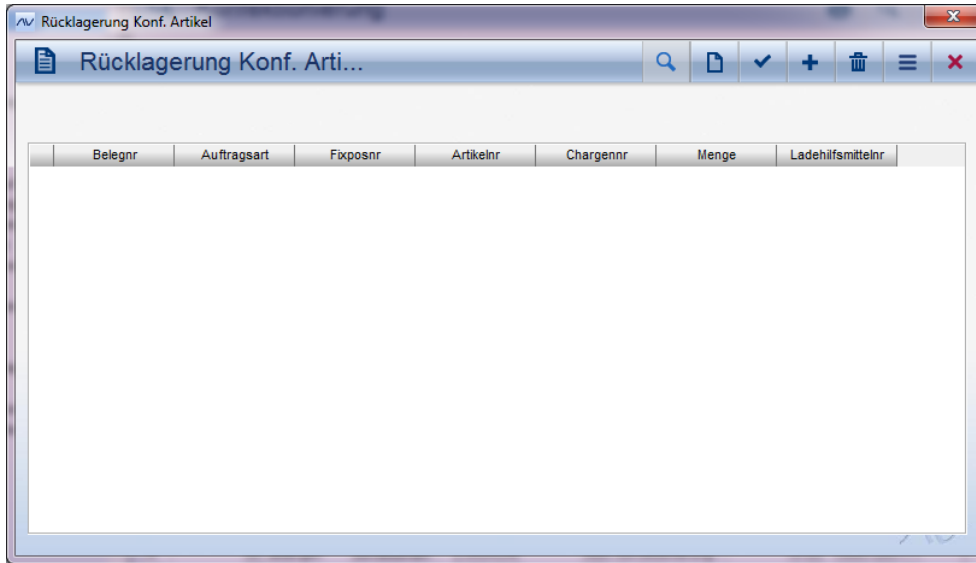 Rücklagerung Konf. Artikel
Rücklagerung Konf. Arti...
Belegnr Auftragsart Fixposnr Artikelnr Chargennr Menge Ladehilfsmittelnr